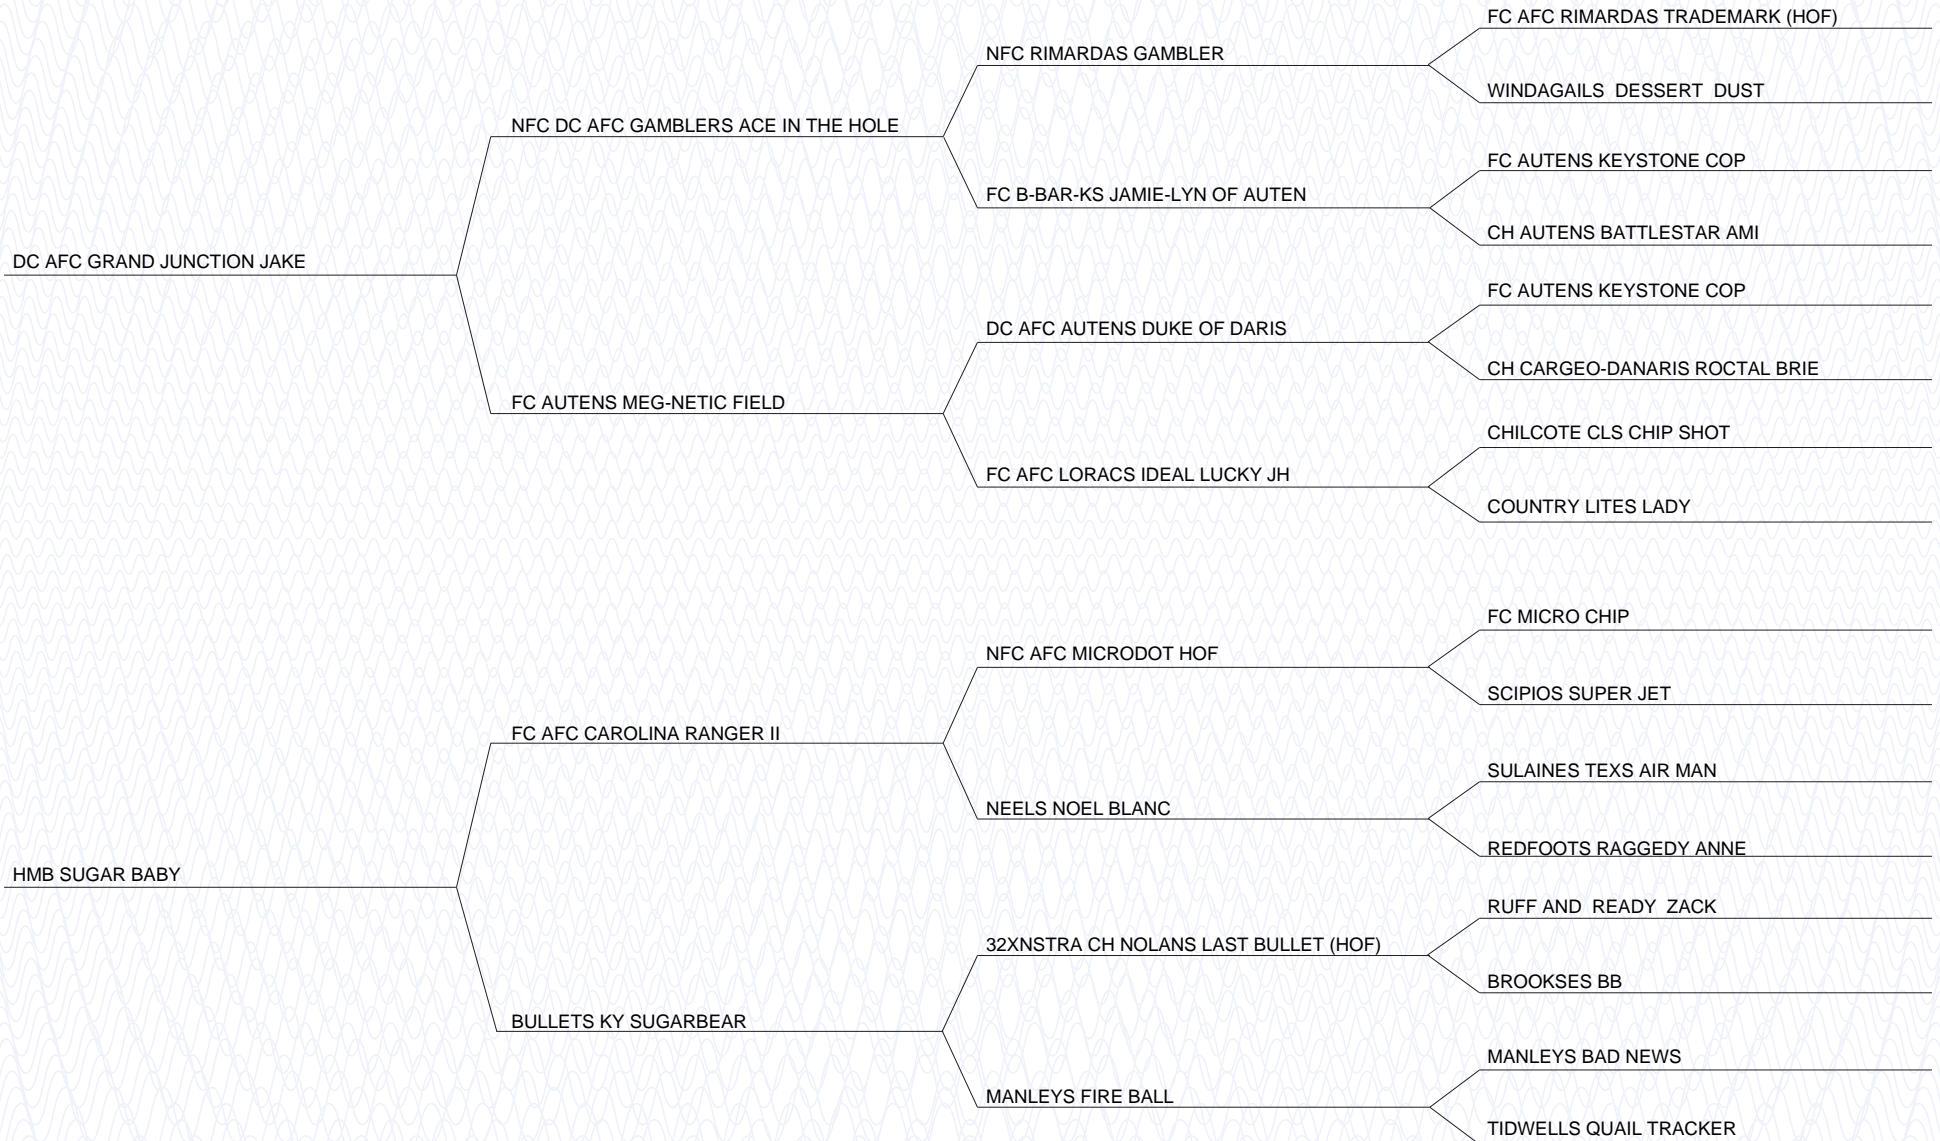 FC AFC RIMARDAS TRADEMARK (HOF)
NFC RIMARDAS GAMBLER
WINDAGAILS  DESSERT  DUST
NFC DC AFC GAMBLERS ACE IN THE HOLE
FC AUTENS KEYSTONE COP
FC B-BAR-KS JAMIE-LYN OF AUTEN
CH AUTENS BATTLESTAR AMI
DC AFC GRAND JUNCTION JAKE
FC AUTENS KEYSTONE COP
DC AFC AUTENS DUKE OF DARIS
CH CARGEO-DANARIS ROCTAL BRIE
FC AUTENS MEG-NETIC FIELD
CHILCOTE CLS CHIP SHOT
FC AFC LORACS IDEAL LUCKY JH
COUNTRY LITES LADY
FC MICRO CHIP
NFC AFC MICRODOT HOF
SCIPIOS SUPER JET
FC AFC CAROLINA RANGER II
SULAINES TEXS AIR MAN
NEELS NOEL BLANC
REDFOOTS RAGGEDY ANNE
HMB SUGAR BABY
RUFF AND  READY  ZACK
32XNSTRA CH NOLANS LAST BULLET (HOF)
BROOKSES BB
BULLETS KY SUGARBEAR
MANLEYS BAD NEWS
MANLEYS FIRE BALL
TIDWELLS QUAIL TRACKER